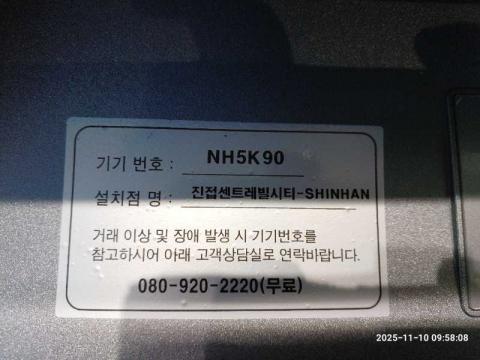 기기 번호 : NH5K90
설치점 명 : 진접센트레빌시티-SHINHAN
거래 이상 및 장애 발생 시 기기번호를
참고하시어 아래 고객상담실로 연락바랍니다.
080-920-2220(무료)
2025-11-10 09:58:08